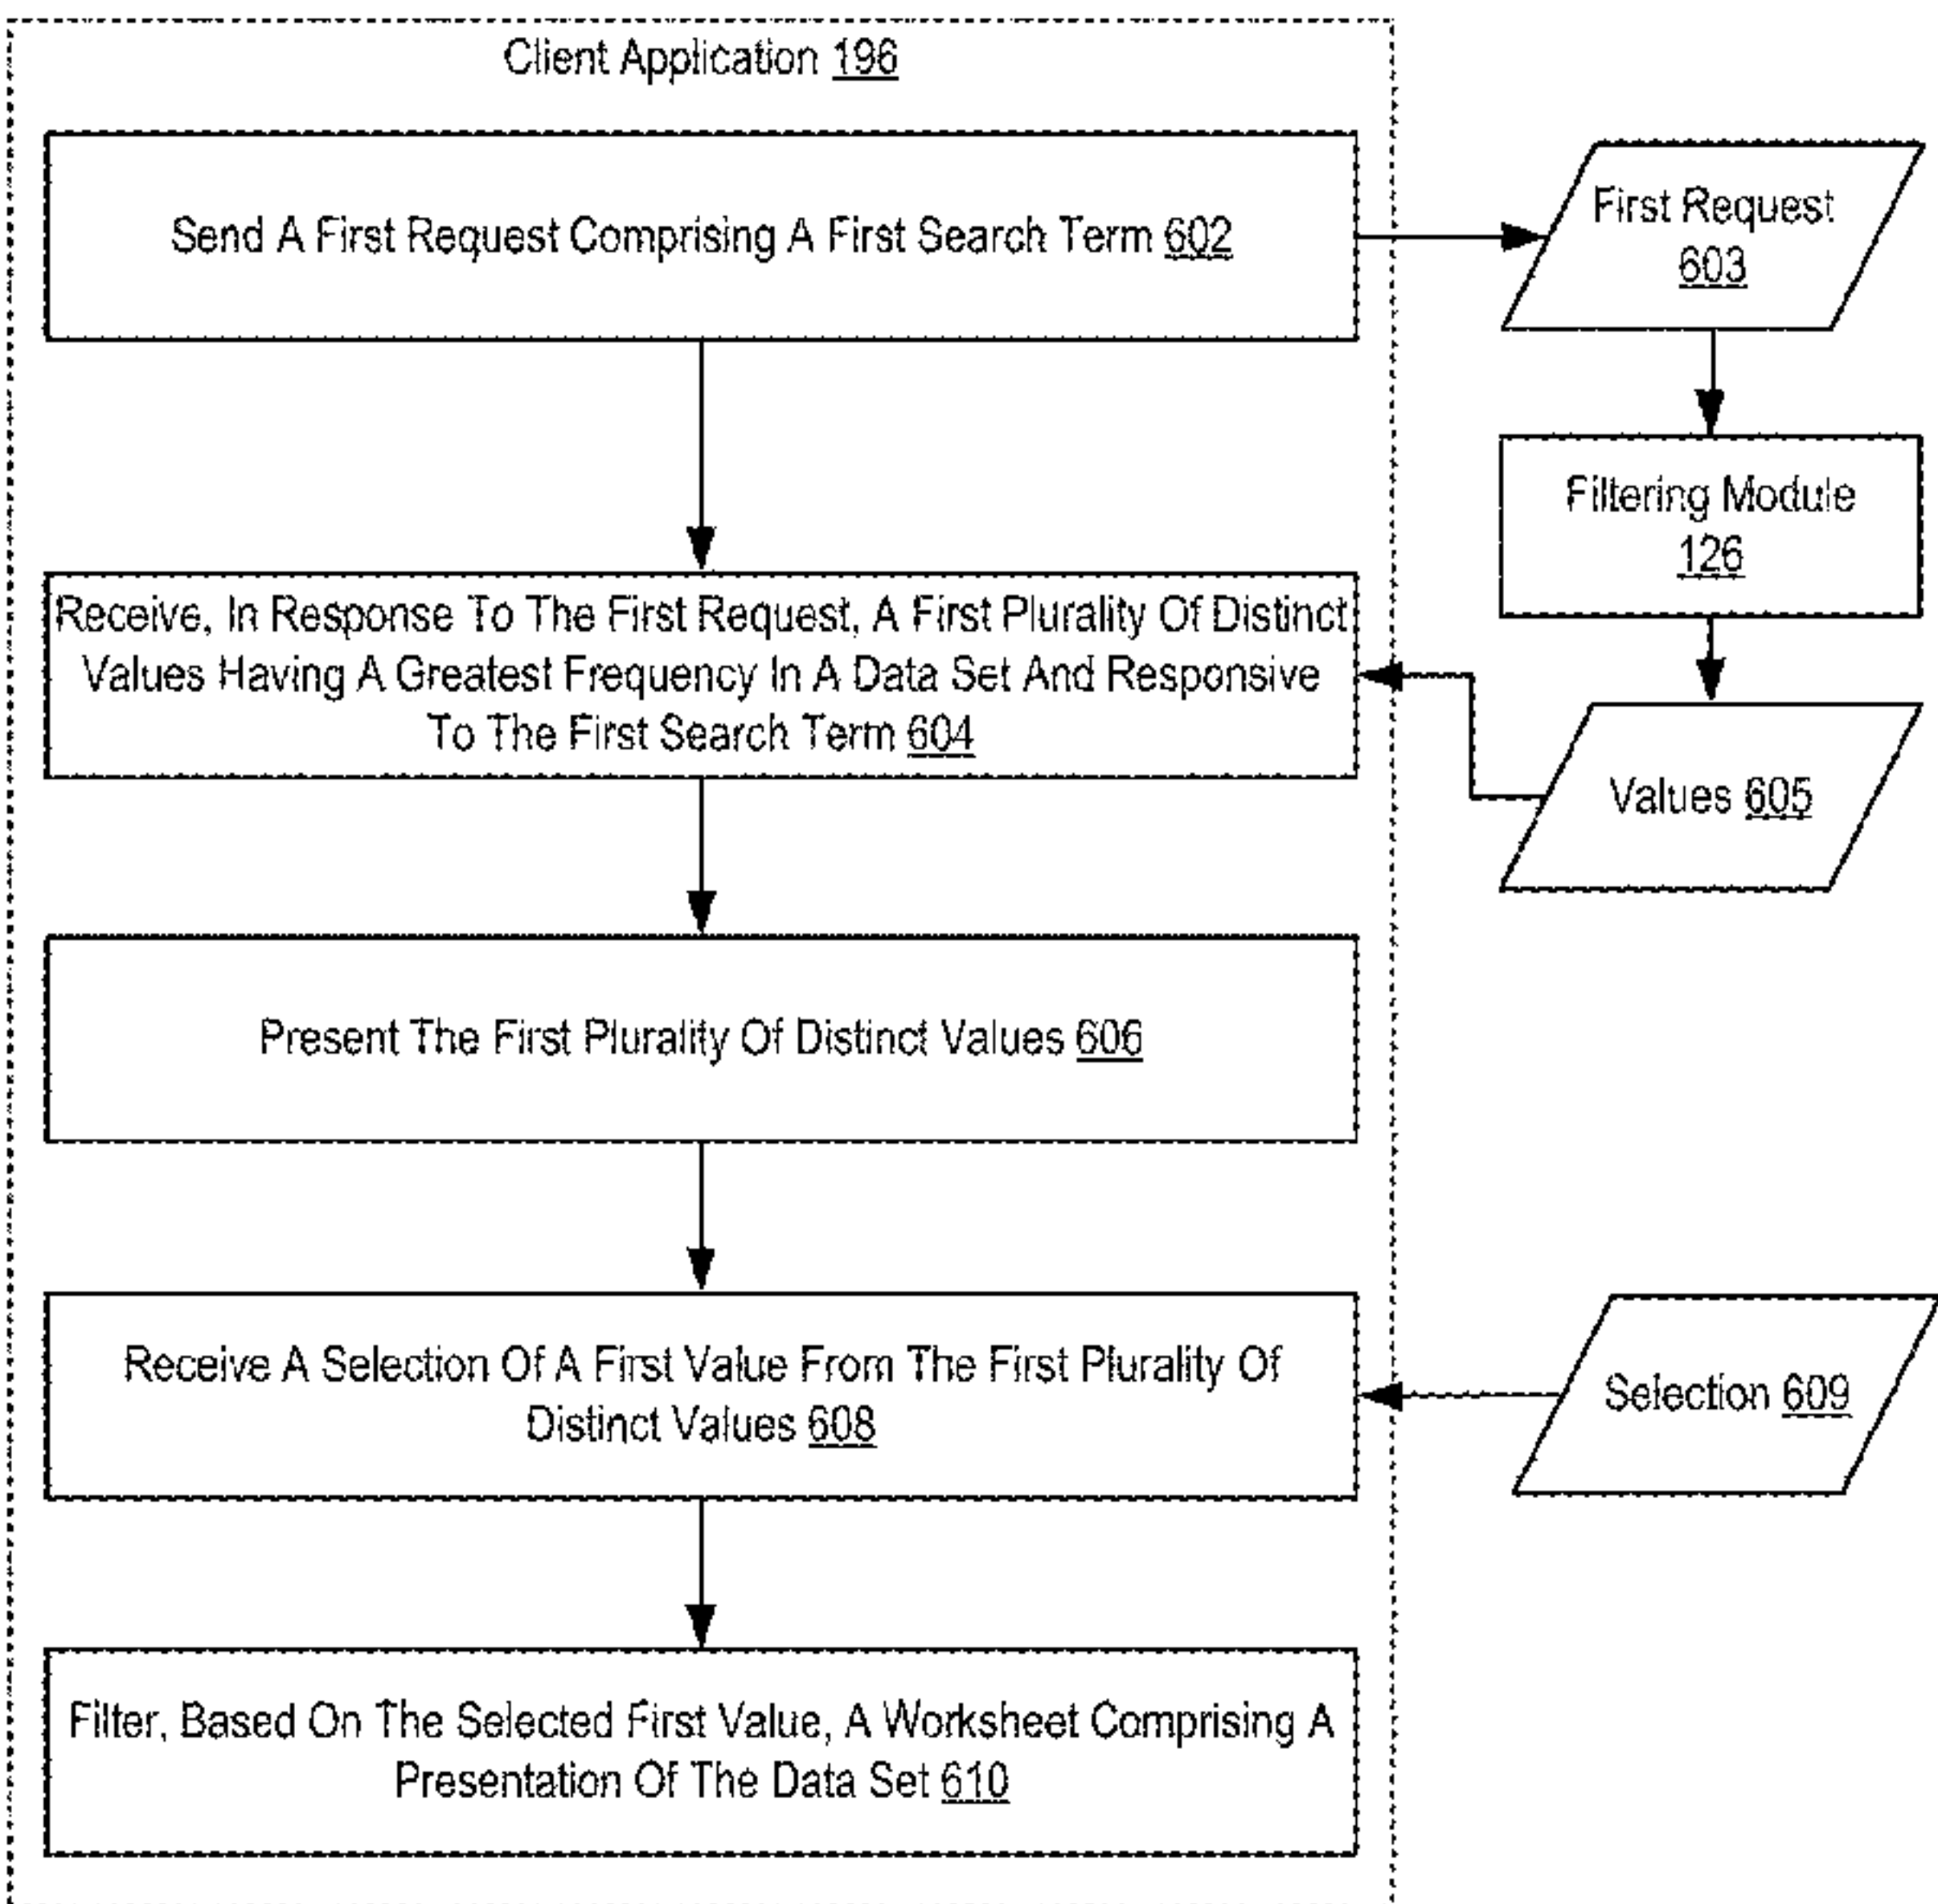 Client Application 196
Send A First Request Comprising A First Search Term 602
First Request
603
Filtering Module
126
Receive, In Response To The First Request, A First Plurality Of Distinct
Values Having A Greatest Frequency In A Data Set And Responsive
To The First Search Term 604
Values 605
Present The First Plurality Of Distinct Values 606
Receive A Selection Of A First Value From The First Plurality Of
Distinct Values 608
Selection 609
Filter, Based On The Selected First Value, A Worksheet Comprising A
Presentation Of The Data Set 610